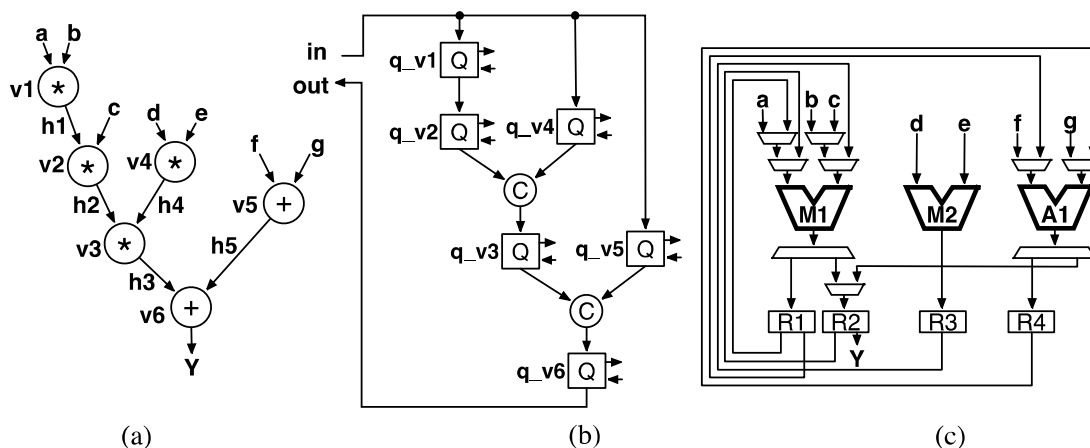 a b
v1 *
h1 c
v2 *
d e
v4 *
h2 h4
v3 *
f g
v5 +
h3 h5
v6 +
Y
(a)
in
out
q_v1 Q
q_v2 Q
q_v4 Q
C
q_v3 Q
q_v5 Q
C
q_v6 Q
(b)
a b c
d e f g
M1 M2 A1
R1 R2 R3 R4
Y
(c)